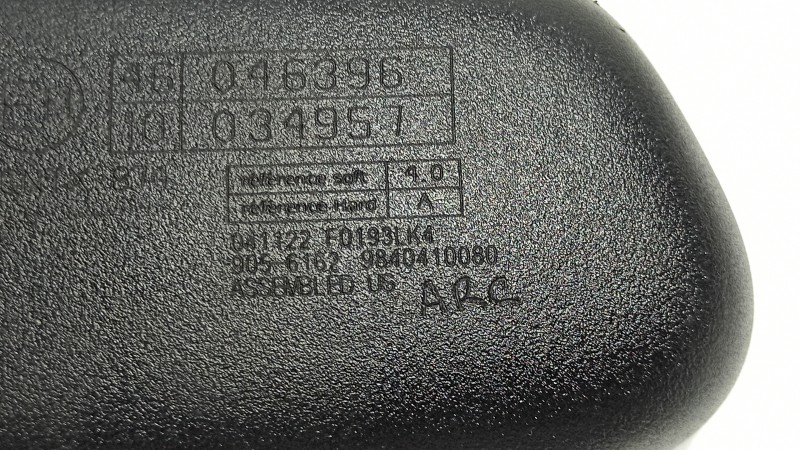 46 046396
10 034957
référence soft 4.0
référence Hard A
041122 F0193LK4
905-6162 9840410080
ASSEMBLED US ARC